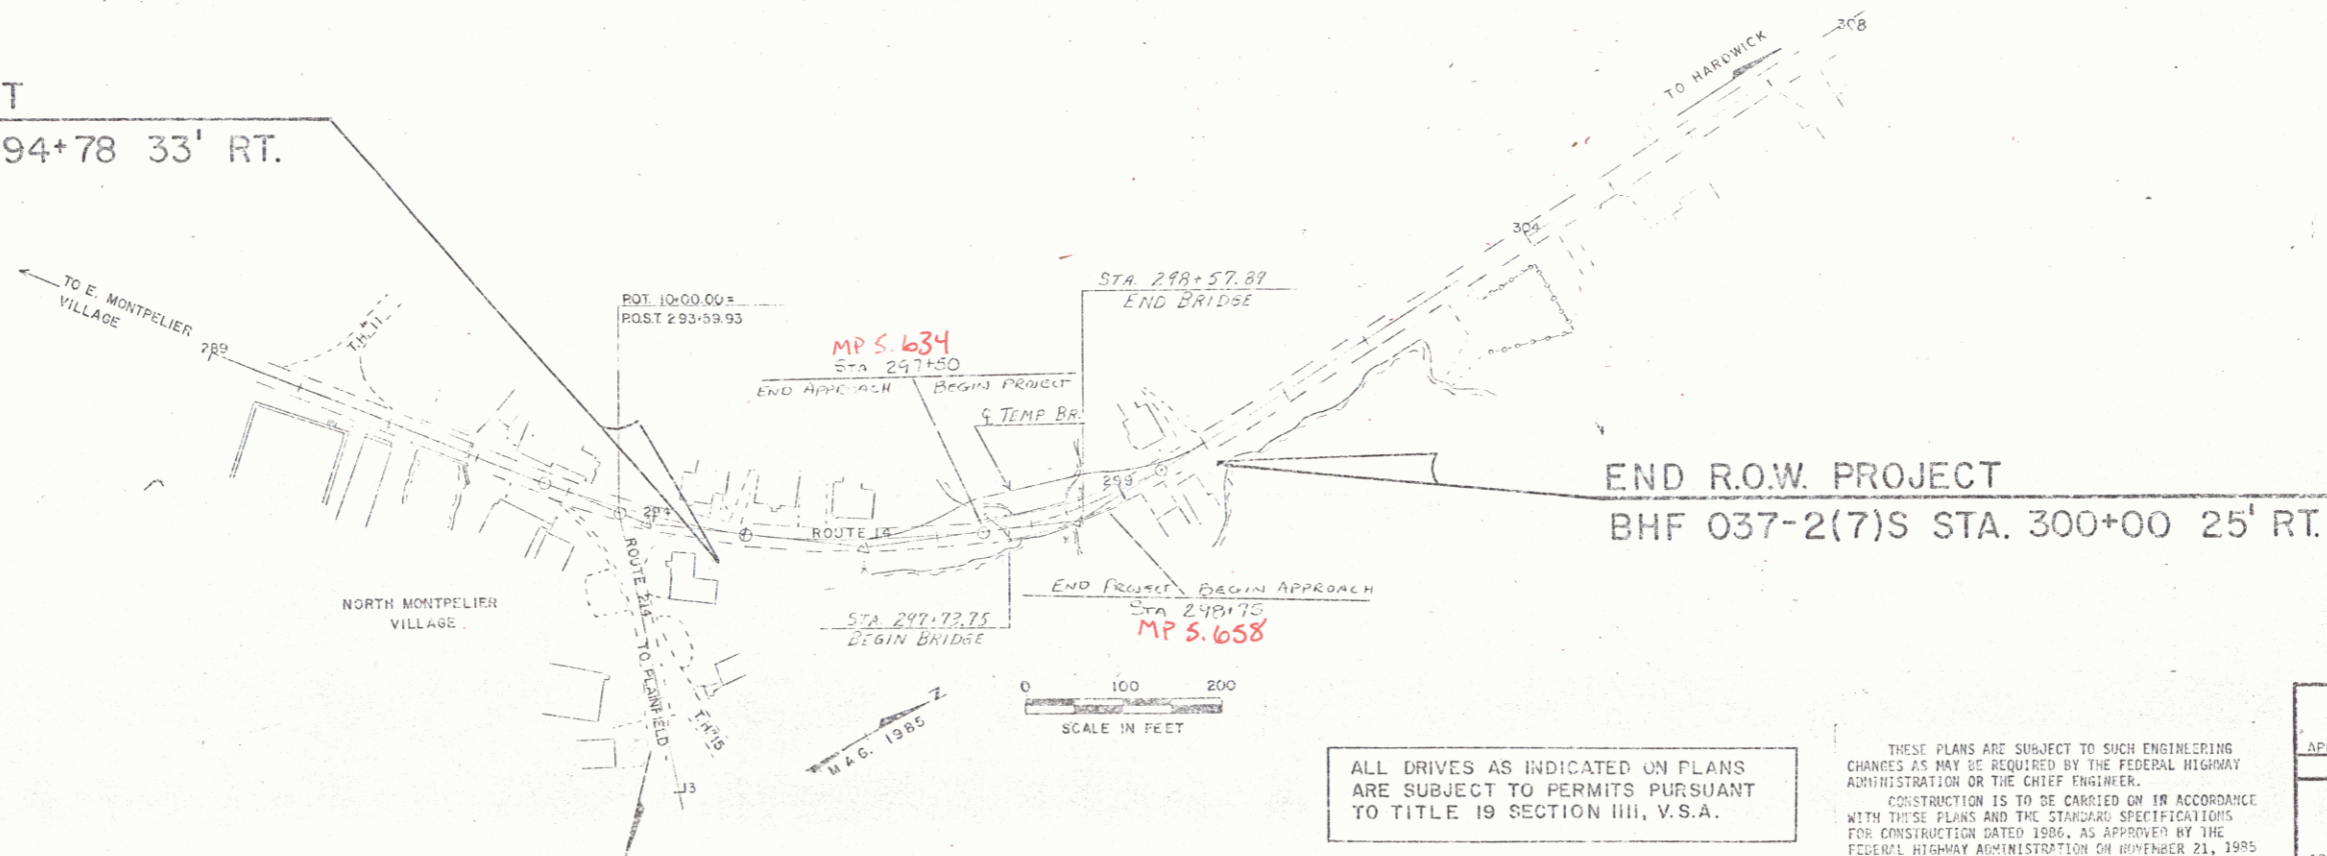 T
94+78 33' RT.
TO HARDWICK
308
304
TO E. MONTPELIER
VILLAGE
T.H. 11
289
P.O.T. 10+00.00=
P.O.S.T. 293+59.93
MP 5.634
STA 297+50
END APPROACH BEGIN PROJECT
℄ TEMP BR.
STA. 298+57.89
END BRIDGE
299
294
ROUTE 14
END R.O.W. PROJECT
BHF 037-2(7)S STA. 300+00 25' RT.
END PROJECT BEGIN APPROACH
STA 298+75
MP 5.658
STA. 297+73.75
BEGIN BRIDGE
NORTH MONTPELIER
VILLAGE
ROUTE 214 TO PLAINFIELD
T.H. 15
13
MAG. 1985
Z
0 100 200
SCALE IN FEET
ALL DRIVES AS INDICATED ON PLANS
ARE SUBJECT TO PERMITS PURSUANT
TO TITLE 19 SECTION 1111, V.S.A.
THESE PLANS ARE SUBJECT TO SUCH ENGINEERING
CHANGES AS MAY BE REQUIRED BY THE FEDERAL HIGHWAY
ADMINISTRATION OR THE CHIEF ENGINEER.
CONSTRUCTION IS TO BE CARRIED ON IN ACCORDANCE
WITH THESE PLANS AND THE STANDARD SPECIFICATIONS
FOR CONSTRUCTION DATED 1986, AS APPROVED BY THE
FEDERAL HIGHWAY ADMINISTRATION ON NOVEMBER 21, 1985